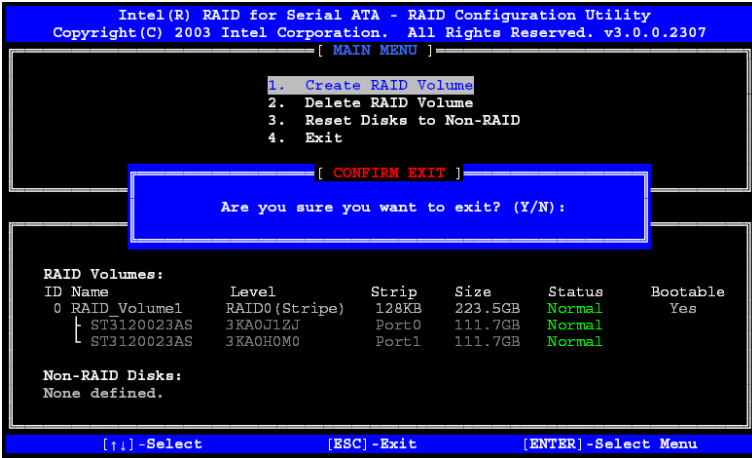 Intel(R) RAID for Serial ATA - RAID Configuration Utility
Copyright(C) 2003 Intel Corporation. All Rights Reserved. v3.0.0.2307
[ MAIN MENU ]
1. Create RAID Volume
2. Delete RAID Volume
3. Reset Disks to Non-RAID
4. Exit
[ CONFIRM EXIT ]
Are you sure you want to exit? (Y/N):
RAID Volumes:
ID Name Level Strip Size Status Bootable
0 RAID_Volume1 RAID0(Stripe) 128KB 223.5GB Normal Yes
ST3120023AS 3KA0J1ZJ Port0 111.7GB Normal
ST3120023AS 3KA0H0M0 Port1 111.7GB Normal
Non-RAID Disks:
None defined.
[↑↓]-Select [ESC]-Exit [ENTER]-Select Menu